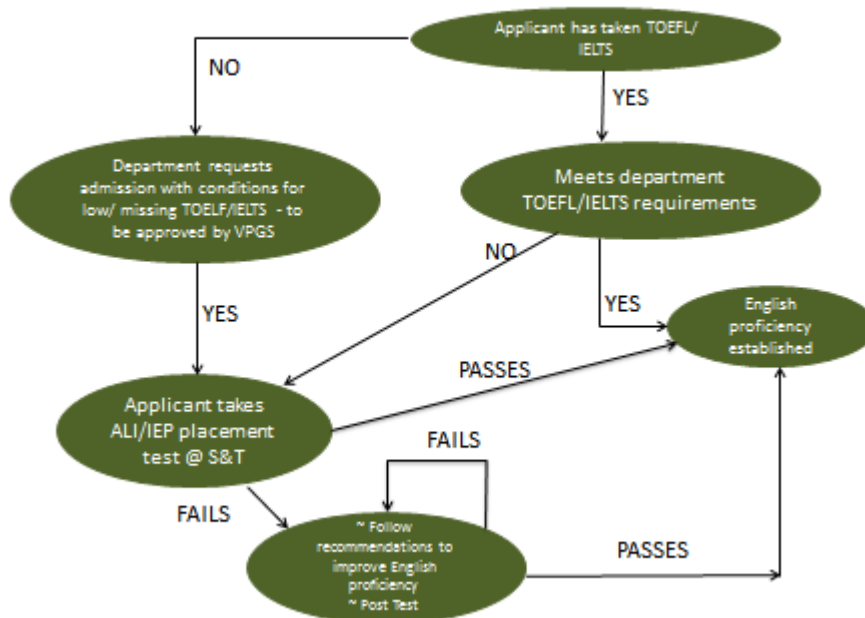 Applicant has taken TOEFL/
IELTS
NO
YES
Department requests
admission with conditions for
low/ missing TOELF/IELTS - to
be approved by VPGS
Meets department
TOEFL/IELTS requirements
NO
YES
YES
English
proficiency
established
PASSES
Applicant takes
ALI/IEP placement
test @ S&T
FAILS
FAILS
~ Follow
recommendations to
improve English
proficiency
~ Post Test
PASSES